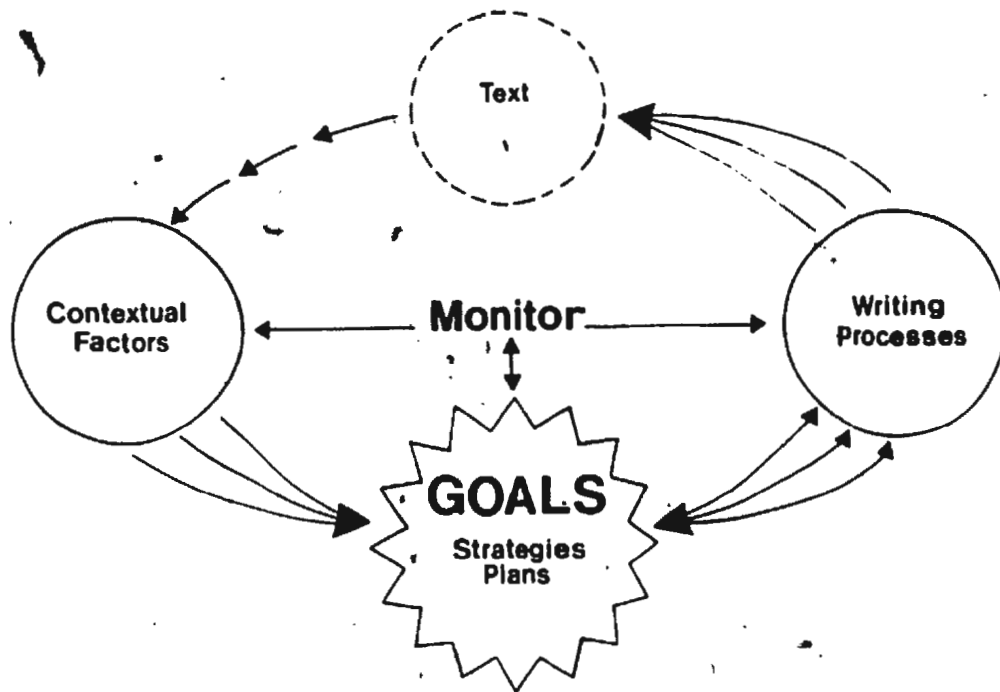 Text
Contextual
Factors
Monitor
Writing
Processes
GOALS
Strategies
Plans